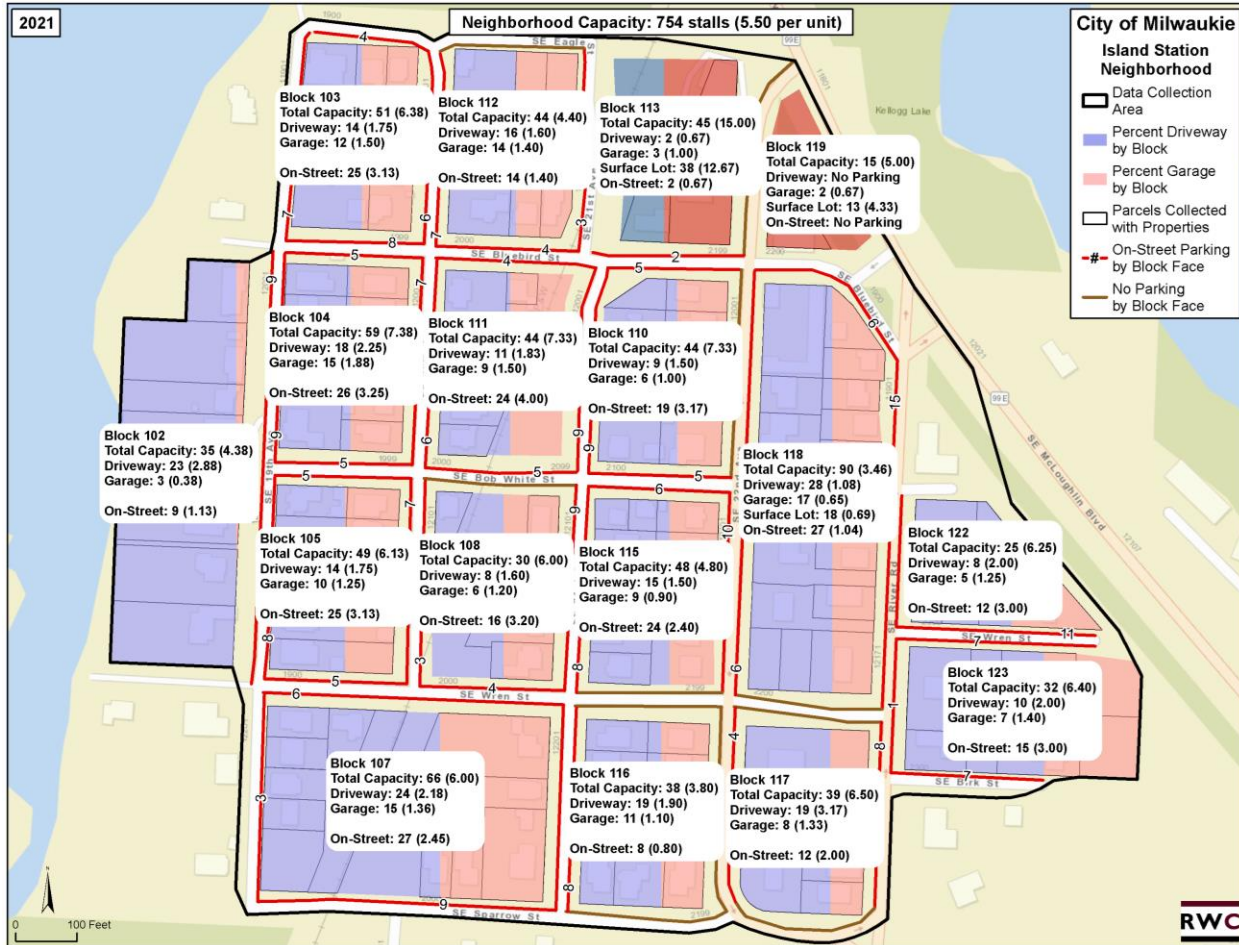 2021
Neighborhood Capacity: 754 stalls (5.50 per unit)
City of Milwaukie
Island Station
Neighborhood
Data Collection
Area
Percent Driveway
by Block
Percent Garage
by Block
Parcels Collected
with Properties
#
On-Street Parking
by Block Face
No Parking
by Block Face
Block 103
Total Capacity: 51 (6.38)
Driveway: 14 (1.75)
Garage: 12 (1.50)
On-Street: 25 (3.13)
Block 112
Total Capacity: 44 (4.40)
Driveway: 16 (1.60)
Garage: 14 (1.40)
On-Street: 14 (1.40)
Block 113
Total Capacity: 45 (15.00)
Driveway: 2 (0.67)
Garage: 3 (1.00)
Surface Lot: 38 (12.67)
On-Street: 2 (0.67)
Block 119
Total Capacity: 15 (5.00)
Driveway: No Parking
Garage: 2 (0.67)
Surface Lot: 13 (4.33)
On-Street: No Parking
Block 104
Total Capacity: 59 (7.38)
Driveway: 18 (2.25)
Garage: 15 (1.88)
On-Street: 26 (3.25)
Block 111
Total Capacity: 44 (7.33)
Driveway: 11 (1.83)
Garage: 9 (1.50)
On-Street: 24 (4.00)
Block 110
Total Capacity: 44 (7.33)
Driveway: 9 (1.50)
Garage: 6 (1.00)
On-Street: 19 (3.17)
Block 102
Total Capacity: 35 (4.38)
Driveway: 23 (2.88)
Garage: 3 (0.38)
On-Street: 9 (1.13)
Block 118
Total Capacity: 90 (3.46)
Driveway: 28 (1.08)
Garage: 17 (0.65)
Surface Lot: 18 (0.69)
On-Street: 27 (1.04)
Block 105
Total Capacity: 49 (6.13)
Driveway: 14 (1.75)
Garage: 10 (1.25)
On-Street: 25 (3.13)
Block 108
Total Capacity: 30 (6.00)
Driveway: 8 (1.60)
Garage: 6 (1.20)
On-Street: 16 (3.20)
Block 115
Total Capacity: 48 (4.80)
Driveway: 15 (1.50)
Garage: 9 (0.90)
On-Street: 24 (2.40)
Block 122
Total Capacity: 25 (6.25)
Driveway: 8 (2.00)
Garage: 5 (1.25)
On-Street: 12 (3.00)
Block 123
Total Capacity: 32 (6.40)
Driveway: 10 (2.00)
Garage: 7 (1.40)
On-Street: 15 (3.00)
Block 107
Total Capacity: 66 (6.00)
Driveway: 24 (2.18)
Garage: 15 (1.36)
On-Street: 27 (2.45)
Block 116
Total Capacity: 38 (3.80)
Driveway: 19 (1.90)
Garage: 11 (1.10)
On-Street: 8 (0.80)
Block 117
Total Capacity: 39 (6.50)
Driveway: 19 (3.17)
Garage: 8 (1.33)
On-Street: 12 (2.00)
SE Eagle St
SE 21st Ave
SE Bluebird St
SE Bluebird St
SE 19th Ave
SE Bob White St
SE River Rd
SE McLoughlin Blvd
Kellogg Lake
99E
99E
SE Wren St
SE Wren St
SE Birk St
SE Sparrow St
0 100 Feet
RWC